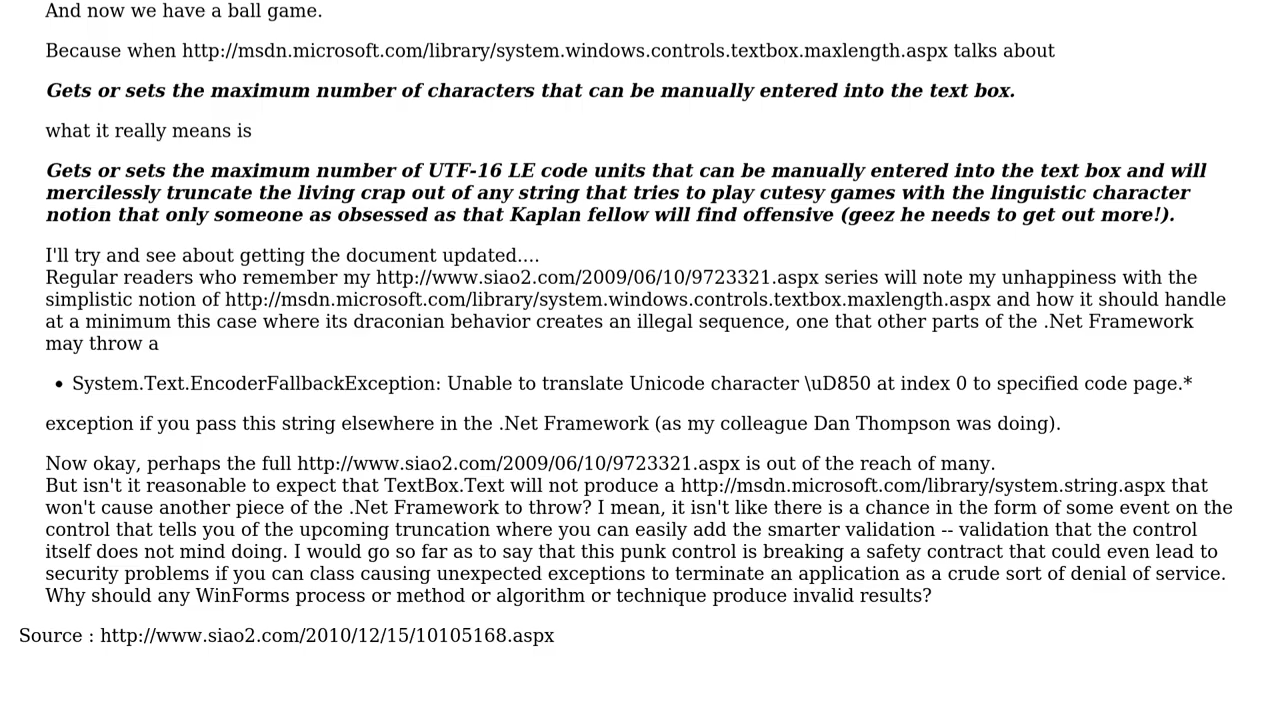 And now we have a ball game.
Because when http://msdn.microsoft.com/library/system.windows.controls.textbox.maxlength.aspx talks about
Gets or sets the maximum number of characters that can be manually entered into the text box.
what it really means is
Gets or sets the maximum number of UTF-16 LE code units that can be manually entered into the text box and will
mercilessly truncate the living crap out of any string that tries to play cutesy games with the linguistic character
notion that only someone as obsessed as that Kaplan fellow will find offensive (geez he needs to get out more!).
I'll try and see about getting the document updated....
Regular readers who remember my http://www.siao2.com/2009/06/10/9723321.aspx series will note my unhappiness with the
simplistic notion of http://msdn.microsoft.com/library/system.windows.controls.textbox.maxlength.aspx and how it should handle
at a minimum this case where its draconian behavior creates an illegal sequence, one that other parts of the .Net Framework
may throw a
• System.Text.EncoderFallbackException: Unable to translate Unicode character \uD850 at index 0 to specified code page.*
exception if you pass this string elsewhere in the .Net Framework (as my colleague Dan Thompson was doing).
Now okay, perhaps the full http://www.siao2.com/2009/06/10/9723321.aspx is out of the reach of many.
But isn't it reasonable to expect that TextBox.Text will not produce a http://msdn.microsoft.com/library/system.string.aspx that
won't cause another piece of the .Net Framework to throw? I mean, it isn't like there is a chance in the form of some event on the
control that tells you of the upcoming truncation where you can easily add the smarter validation -- validation that the control
itself does not mind doing. I would go so far as to say that this punk control is breaking a safety contract that could even lead to
security problems if you can class causing unexpected exceptions to terminate an application as a crude sort of denial of service.
Why should any WinForms process or method or algorithm or technique produce invalid results?
Source : http://www.siao2.com/2010/12/15/10105168.aspx